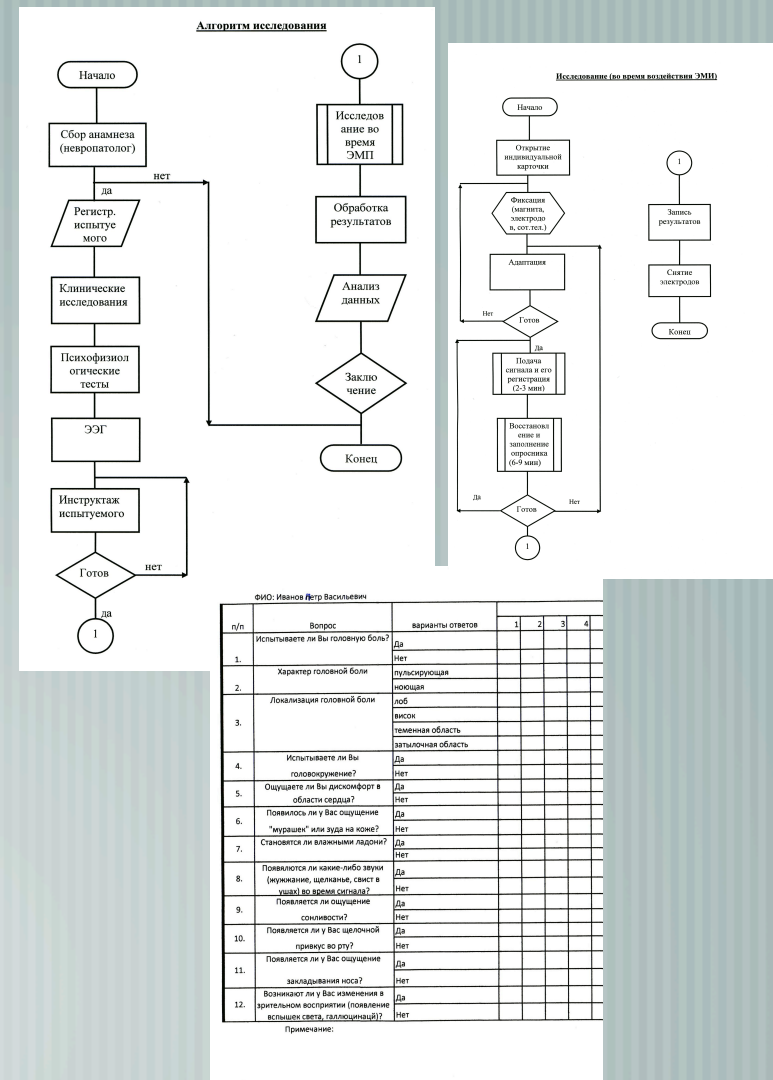 Алгоритм исследования
Начало
Сбор анамнеза
(невропатолог)
нет
да
Регистр.
испытуе
мого
Клинические
исследования
Психофизиол
огические
тесты
ЭЭГ
Инструктаж
испытуемого
Готов
нет
да
1
1
Исследов
ание во
время
ЭМП
Обработка
результатов
Анализ
данных
Заклю
чение
Конец
Исследование (во время воздействия ЭМИ)
Начало
Открытие
индивидуальной
карточки
Фиксация
(магнита,
электродо
в, сот.тел.)
Адаптация
Нет
Готов
Да
Подача
сигнала и его
регистрация
(2-3 мин)
Восстановл
ение и
заполнение
опросника
(6-9 мин)
Да
Готов
Нет
1
1
Запись
результатов
Снятие
электродов
Конец
ФИО: Иванов Петр Васильевич
п/п Вопрос варианты ответов 1 2 3 4
1. Испытываете ли Вы головную боль?
Да
Нет
2. Характер головной боли
пульсирующая
ноющая
3. Локализация головной боли
лоб
висок
теменная область
затылочная область
4. Испытываете ли Вы
головокружение?
Да
Нет
5. Ощущаете ли Вы дискомфорт в
области сердца?
Да
Нет
6. Появилось ли у Вас ощущение
"мурашек" или зуда на коже?
Да
Нет
7. Становятся ли влажными ладони?
Да
Нет
8. Появялются ли какие-либо звуки
(жужжание, щелканье, свист в
ушах) во время сигнала?
Да
Нет
9. Появляется ли ощущение
сонливости?
Да
Нет
10. Появляется ли у Вас щелочной
привкус во рту?
Да
Нет
11. Появляется ли у Вас ощущение
закладывания носа?
Да
Нет
12. Возникают ли у Вас изменения в
зрительном восприятии (появление
вспышек света, галлюцинацй)?
Да
Нет
Примечание: